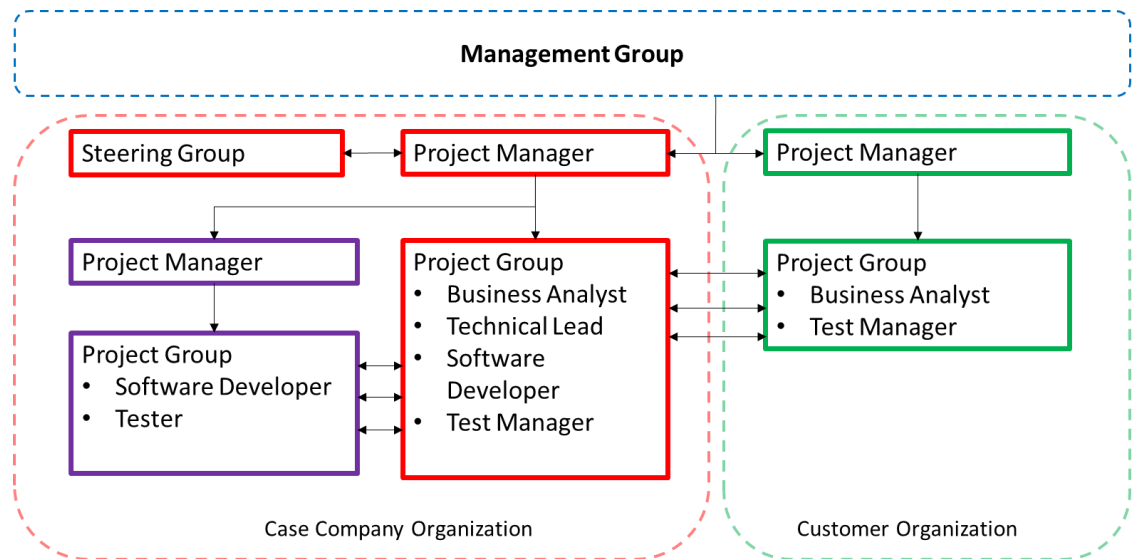 Management Group
Steering Group
Project Manager
Project Manager
Project Manager
Project Group
• Business Analyst
• Technical Lead
• Software
Developer
• Test Manager
Project Group
• Business Analyst
• Test Manager
Project Group
• Software Developer
• Tester
Case Company Organization
Customer Organization